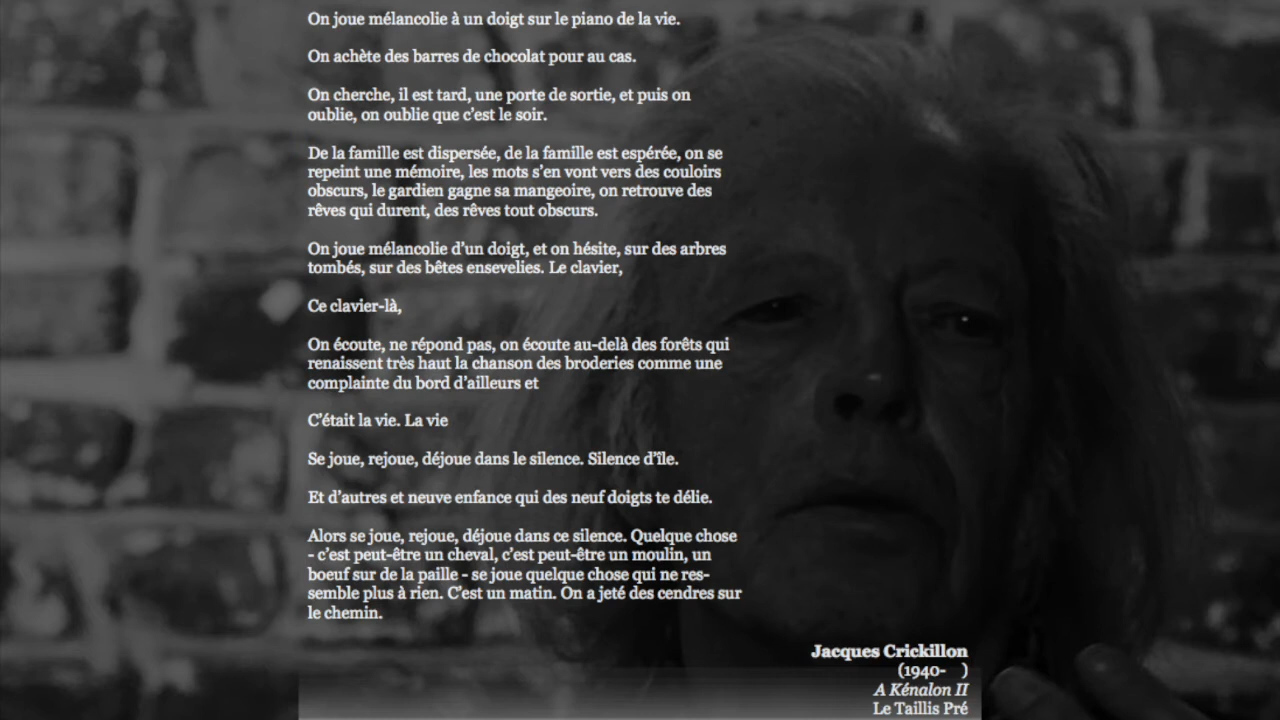 On joue mélancolie à un doigt sur le piano de la vie.
On achète des barres de chocolat pour au cas.
On cherche, il est tard, une porte de sortie, et puis on
oublie, on oublie que c'est le soir.
De la famille est dispersée, de la famille est espérée, on se
repeint une mémoire, les mots s'en vont vers des couloirs
obscurs, le gardien gagne sa mangeoire, on retrouve des
rêves qui durent, des rêves tout obscurs.
On joue mélancolie d'un doigt, et on hésite, sur des arbres
tombés, sur des bêtes ensevelies. Le clavier,
Ce clavier-là,
On écoute, ne répond pas, on écoute au-delà des forêts qui
renaissent très haut la chanson des broderies comme une
complainte du bord d'ailleurs et
C'était la vie. La vie
Se joue, rejoue, déjoue dans le silence. Silence d'île.
Et d'autres et neuve enfance qui des neuf doigts te délie.
Alors se joue, rejoue, déjoue dans ce silence. Quelque chose
- c'est peut-être un cheval, c'est peut-être un moulin, un
boeuf sur de la paille - se joue quelque chose qui ne res-
semble plus à rien. C'est un matin. On a jeté des cendres sur
le chemin.
Jacques Crickillon
(1940- )
A Kénalon II
Le Taillis Pré